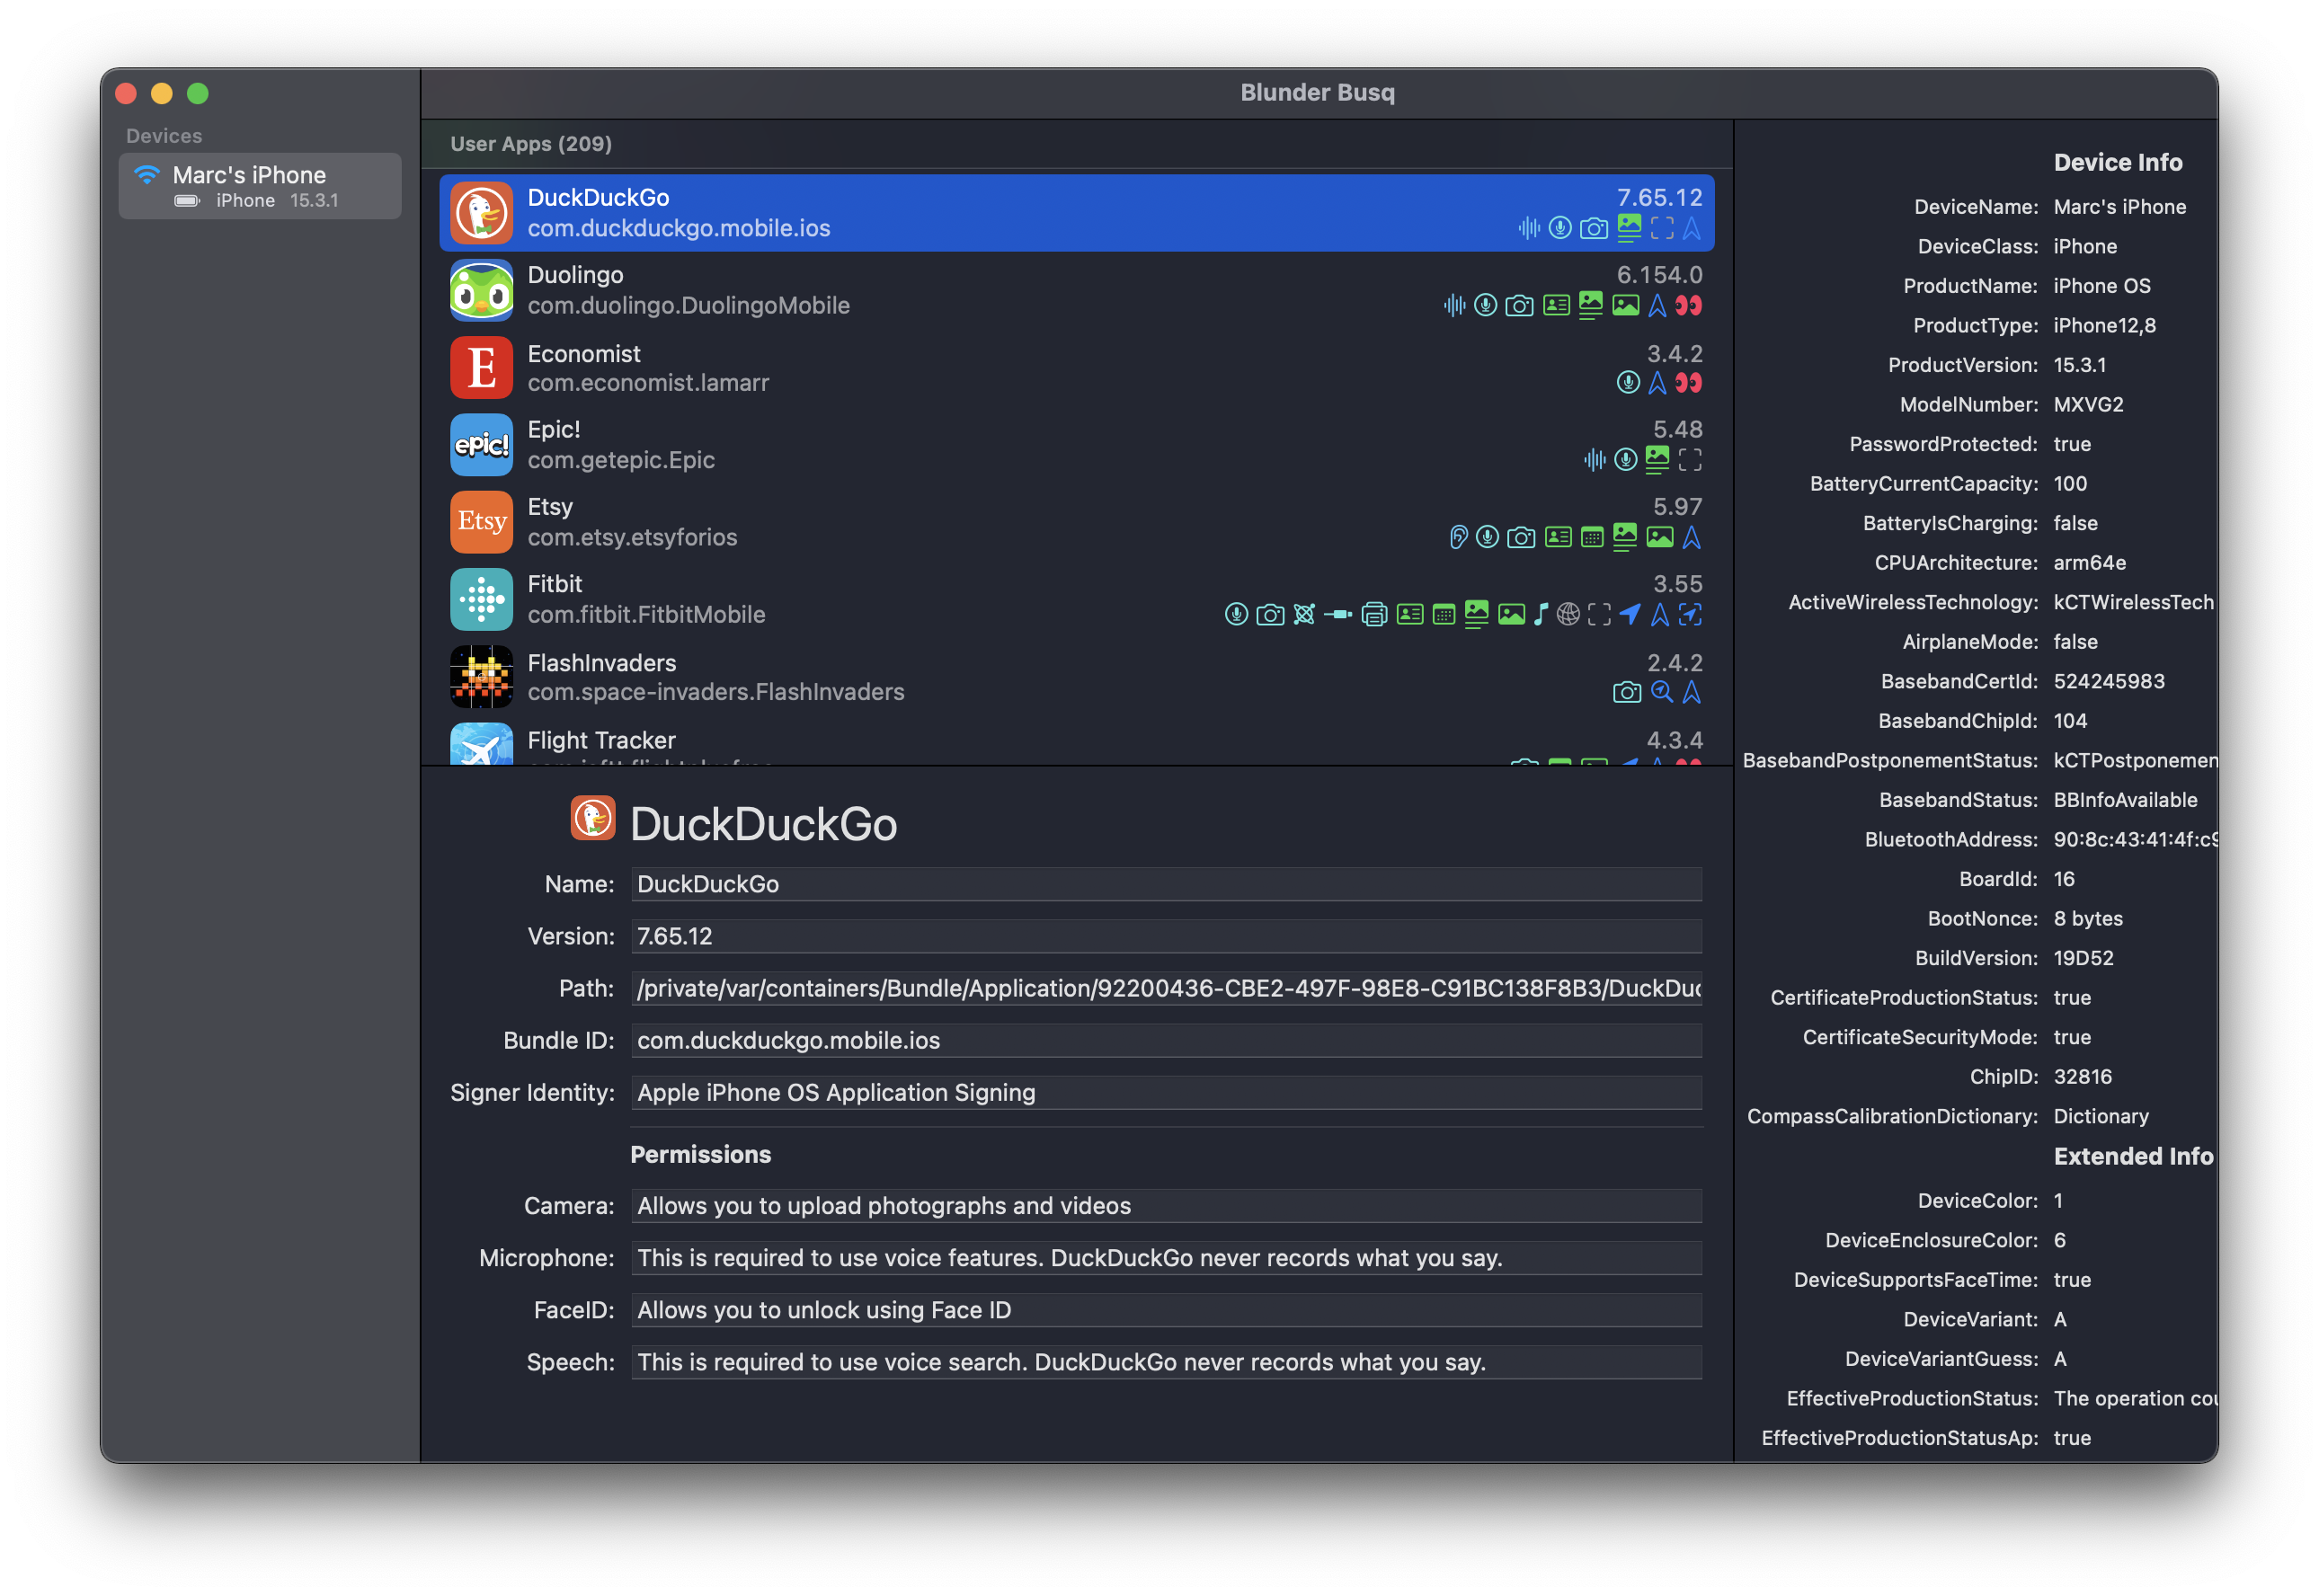 Blunder Busq
Devices
Marc's iPhone
iPhone 15.3.1
User Apps (209)
DuckDuckGo 7.65.12
com.duckduckgo.mobile.ios
Duolingo 6.154.0
com.duolingo.DuolingoMobile
E
Economist 3.4.2
com.economist.lamarr
epic!
Epic! 5.48
com.getepic.Epic
Etsy
Etsy 5.97
com.etsy.etsyforios
Fitbit 3.55
com.fitbit.FitbitMobile
FlashInvaders 2.4.2
com.space-invaders.FlashInvaders
Flight Tracker 4.3.4
DuckDuckGo
Name: DuckDuckGo
Version: 7.65.12
Path: /private/var/containers/Bundle/Application/92200436-CBE2-497F-98E8-C91BC138F8B3/DuckDuc
Bundle ID: com.duckduckgo.mobile.ios
Signer Identity: Apple iPhone OS Application Signing
Permissions
Camera: Allows you to upload photographs and videos
Microphone: This is required to use voice features. DuckDuckGo never records what you say.
FaceID: Allows you to unlock using Face ID
Speech: This is required to use voice search. DuckDuckGo never records what you say.
Device Info
DeviceName: Marc's iPhone
DeviceClass: iPhone
ProductName: iPhone OS
ProductType: iPhone12,8
ProductVersion: 15.3.1
ModelNumber: MXVG2
PasswordProtected: true
BatteryCurrentCapacity: 100
BatteryIsCharging: false
CPUArchitecture: arm64e
ActiveWirelessTechnology: kCTWirelessTech
AirplaneMode: false
BasebandCertId: 524245983
BasebandChipId: 104
BasebandPostponementStatus: kCTPostponemen
BasebandStatus: BBInfoAvailable
BluetoothAddress: 90:8c:43:41:4f:c9
BoardId: 16
BootNonce: 8 bytes
BuildVersion: 19D52
CertificateProductionStatus: true
CertificateSecurityMode: true
ChipID: 32816
CompassCalibrationDictionary: Dictionary
Extended Info
DeviceColor: 1
DeviceEnclosureColor: 6
DeviceSupportsFaceTime: true
DeviceVariant: A
DeviceVariantGuess: A
EffectiveProductionStatus: The operation cou
EffectiveProductionStatusAp: true